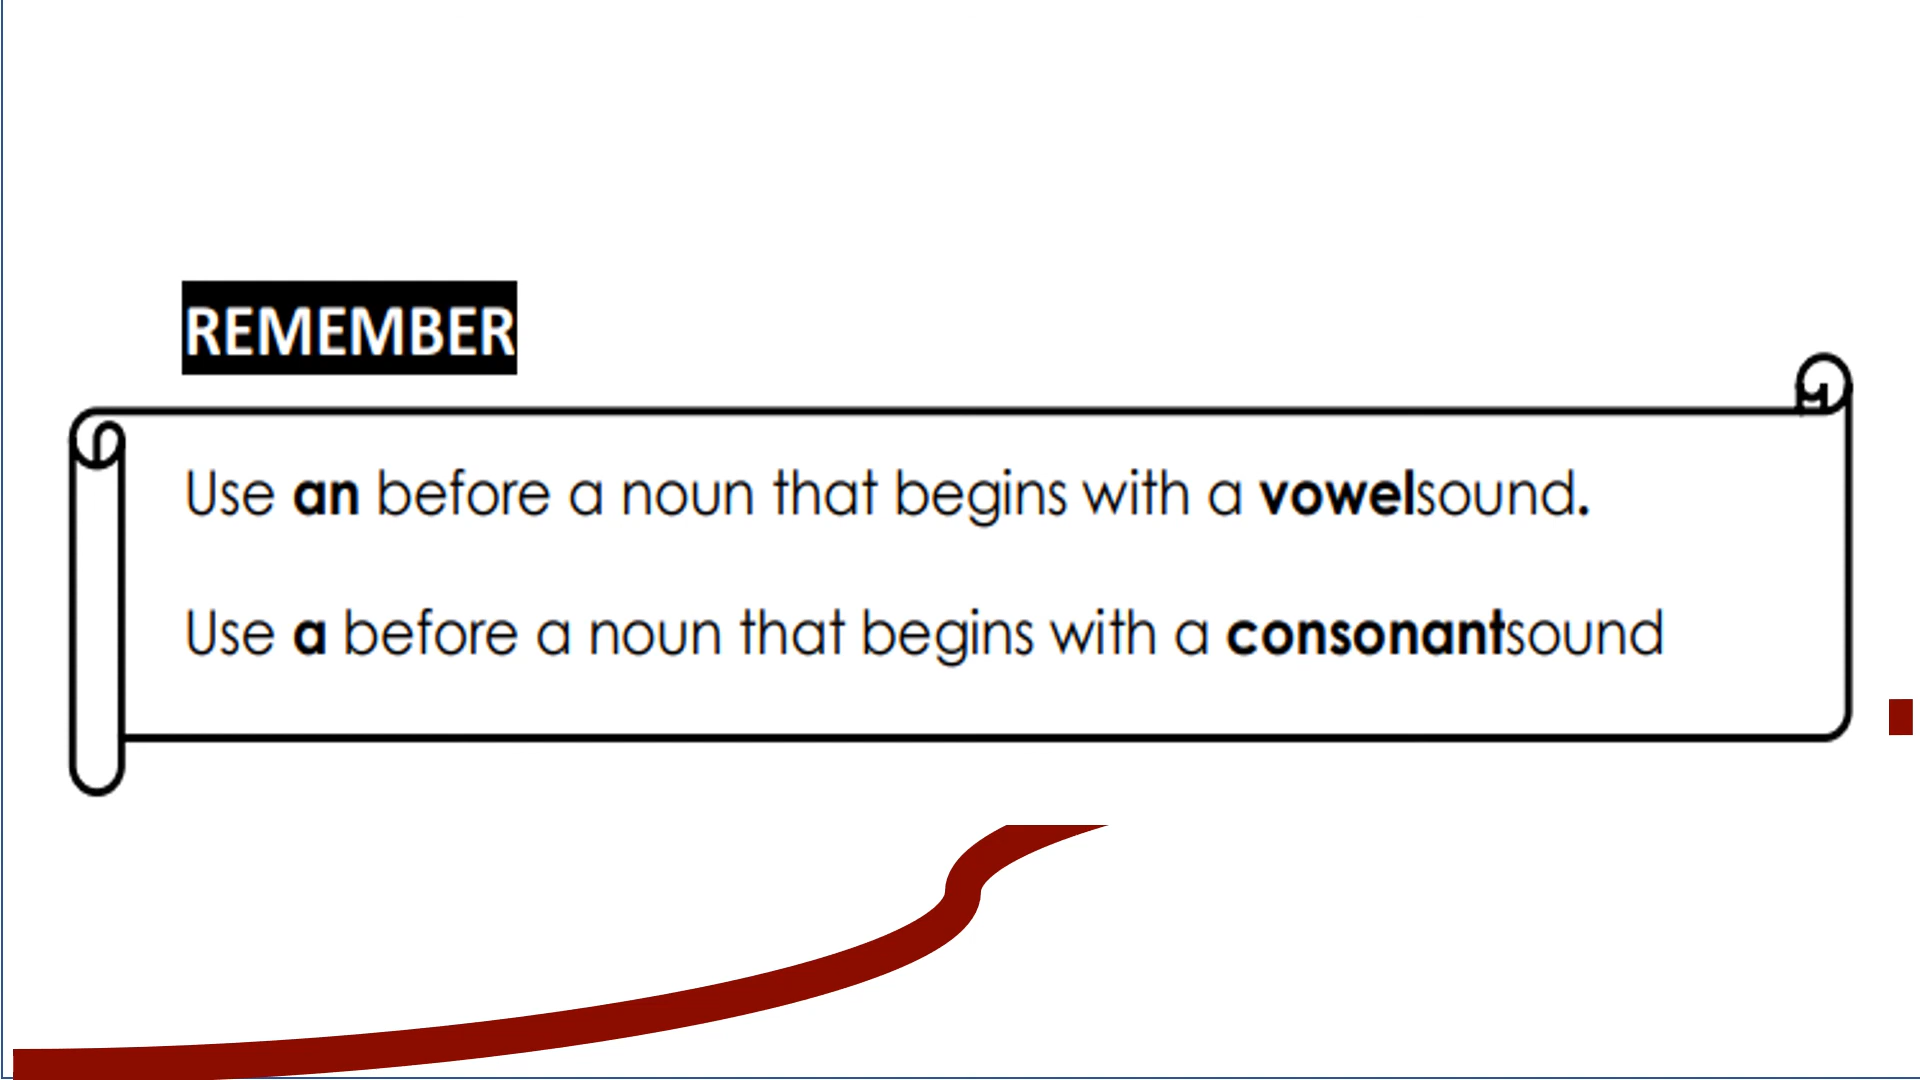 REMEMBER
Use an before a noun that begins with a vowelsound.
Use a before a noun that begins with a consonantsound